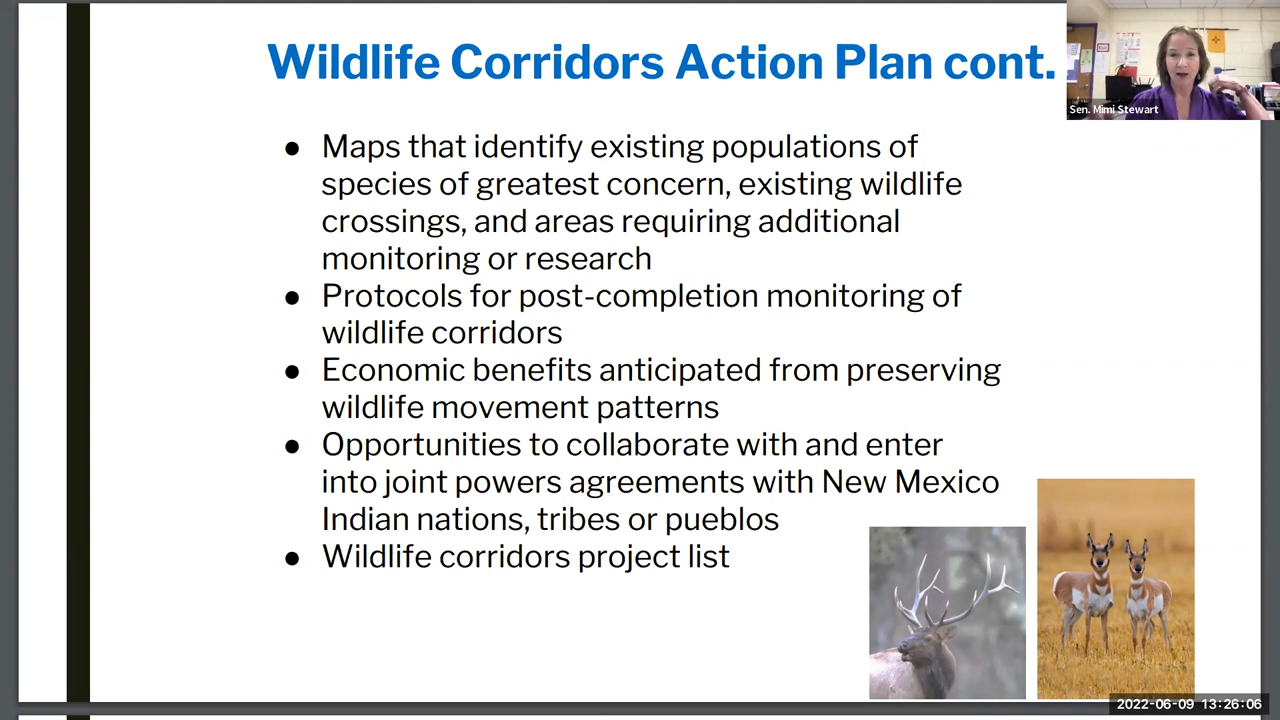 Wildlife Corridors Action Plan cont.
Sen. Mimi Stewart
● Maps that identify existing populations of
species of greatest concern, existing wildlife
crossings, and areas requiring additional
monitoring or research
● Protocols for post-completion monitoring of
wildlife corridors
● Economic benefits anticipated from preserving
wildlife movement patterns
● Opportunities to collaborate with and enter
into joint powers agreements with New Mexico
Indian nations, tribes or pueblos
● Wildlife corridors project list
2022-06-09 13:26:06